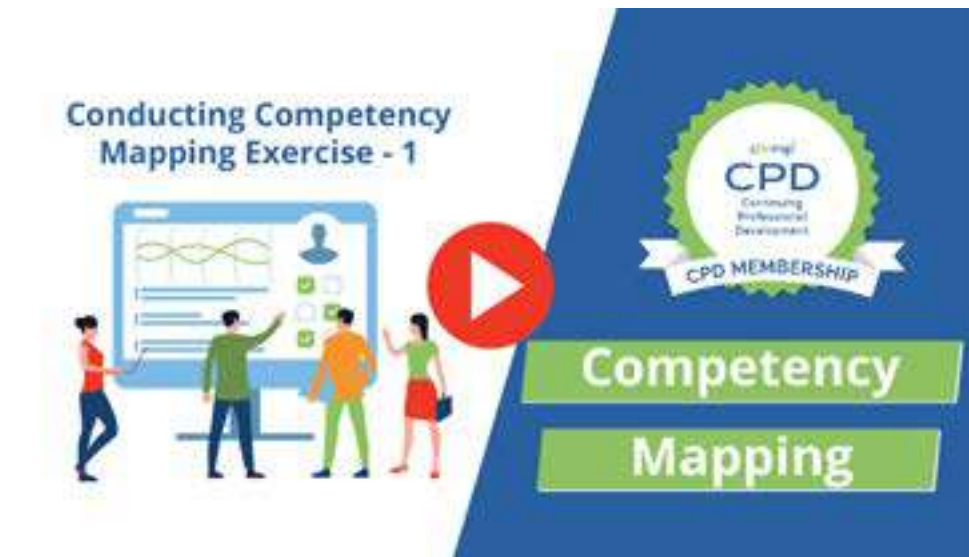 Conducting Competency
Mapping Exercise - 1
CPD
Continuing
Professional
Development
CPD MEMBERSHIP
Competency
Mapping